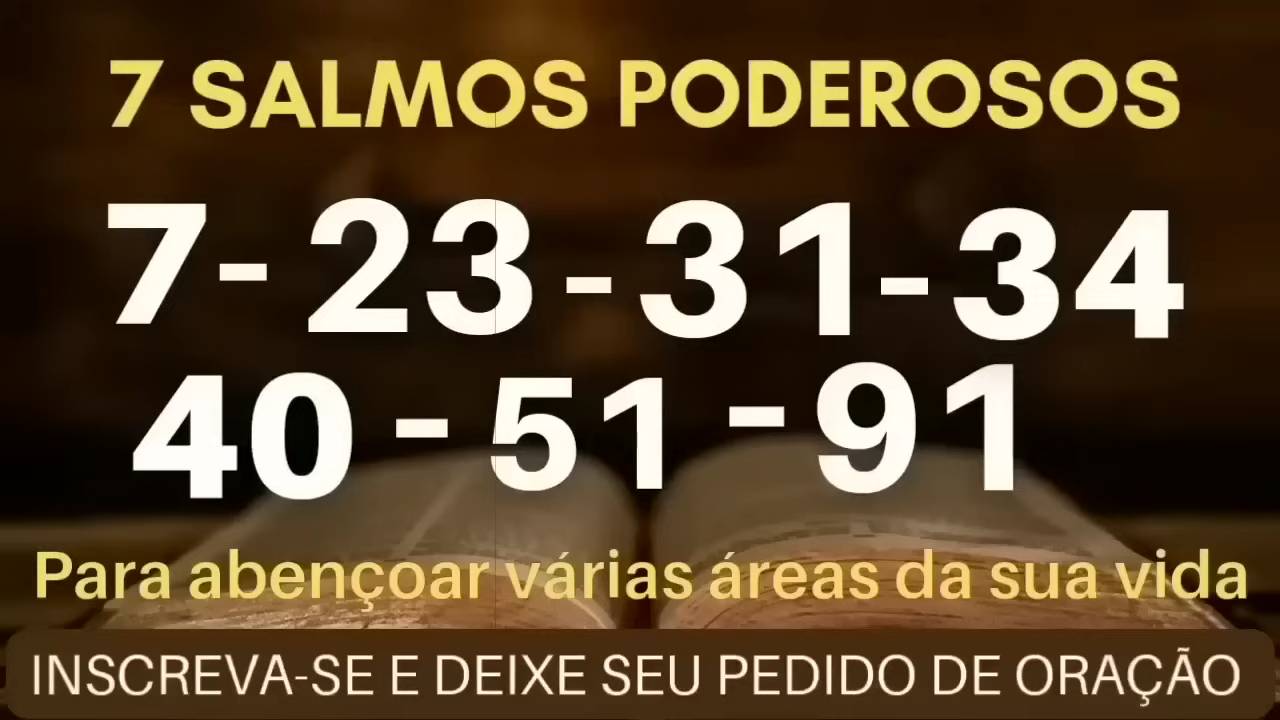 7 SALMOS PODEROSOS
7- 23 - 31 - 34
40 - 51 - 91
Para abençoar várias áreas da sua vida
INSCREVA-SE E DEIXE SEU PEDIDO DE ORAÇÃO